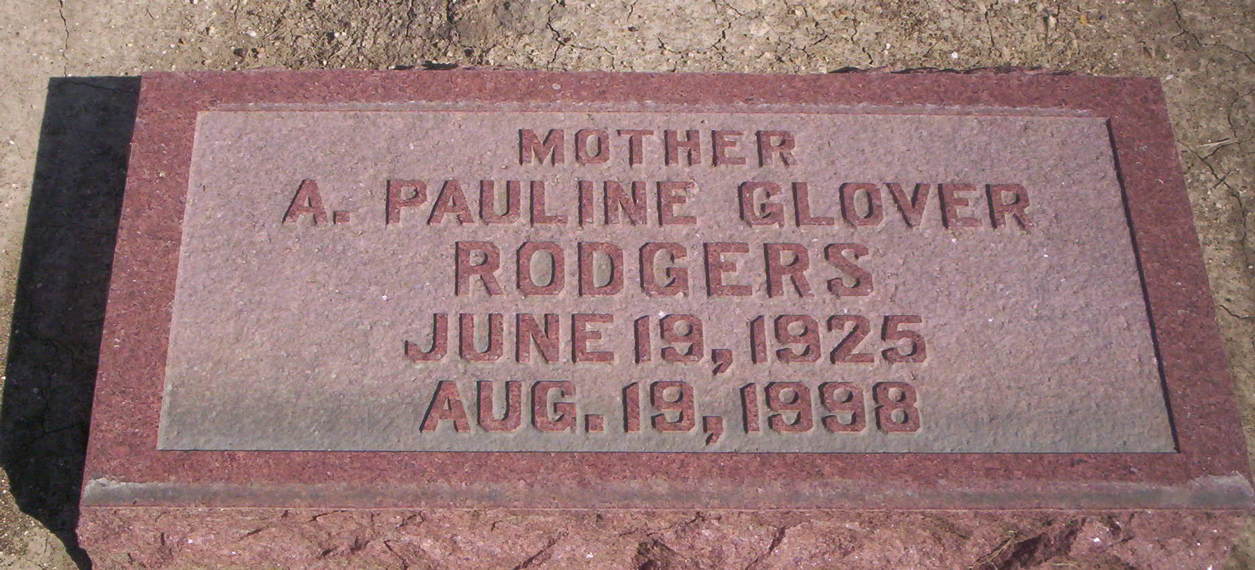 MOTHER
A. PAULINE GLOVER
RODGERS
JUNE 19, 1925
AUG. 19, 1998